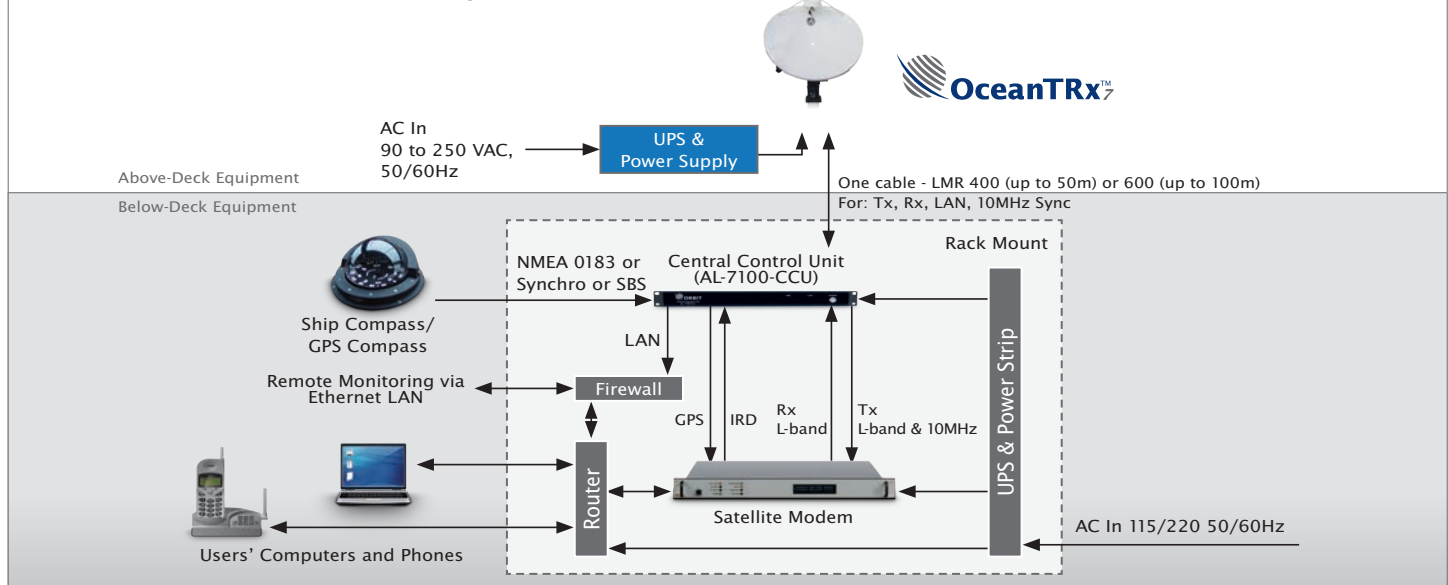 OceanTRx™7
AC In
90 to 250 VAC,
50/60Hz
UPS &
Power Supply
Above-Deck Equipment
Below-Deck Equipment
One cable - LMR 400 (up to 50m) or 600 (up to 100m)
For: Tx, Rx, LAN, 10MHz Sync
Rack Mount
NMEA 0183 or
Synchro or SBS
Central Control Unit
(AL-7100-CCU)
ORBIT
Ship Compass/
GPS Compass
LAN
Remote Monitoring via
Ethernet LAN
Firewall
GPS
IRD
Rx
L-band
Tx
L-band & 10MHz
UPS & Power Strip
Router
Satellite Modem
AC In 115/220 50/60Hz
Users' Computers and Phones